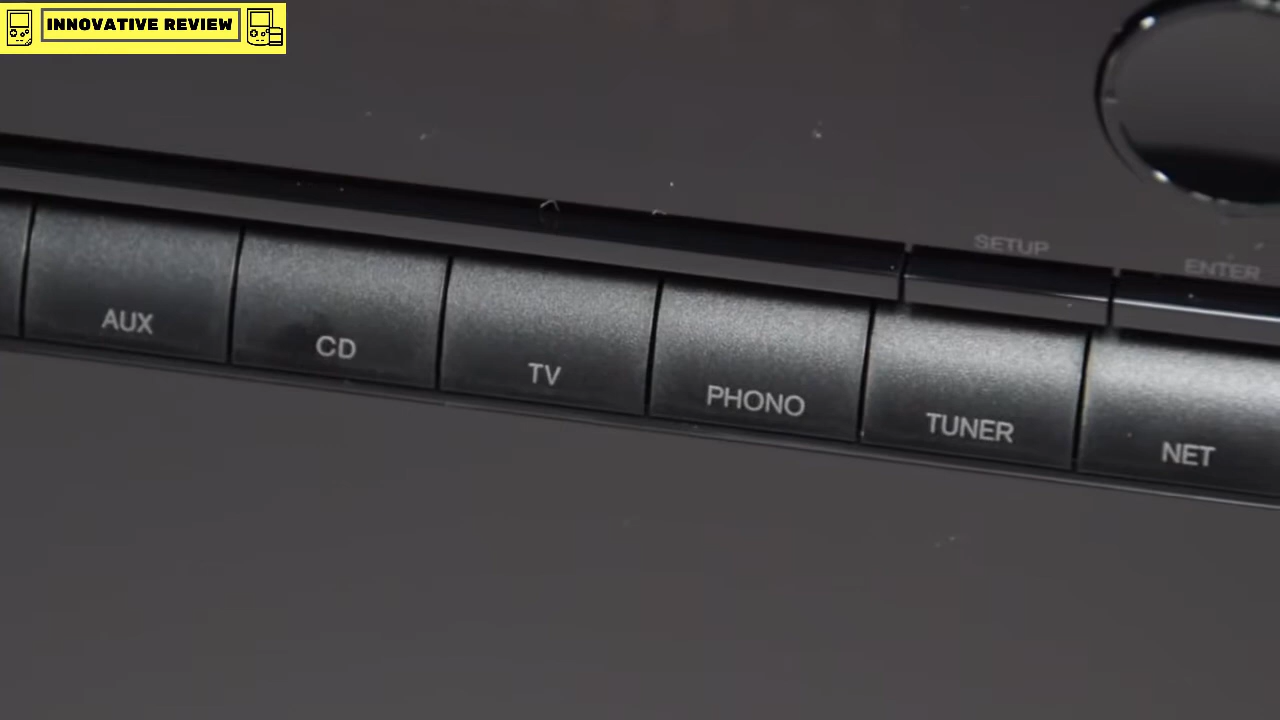 INNOVATIVE REVIEW
SETUP
ENTER
AUX
CD
TV
PHONO
TUNER
NET